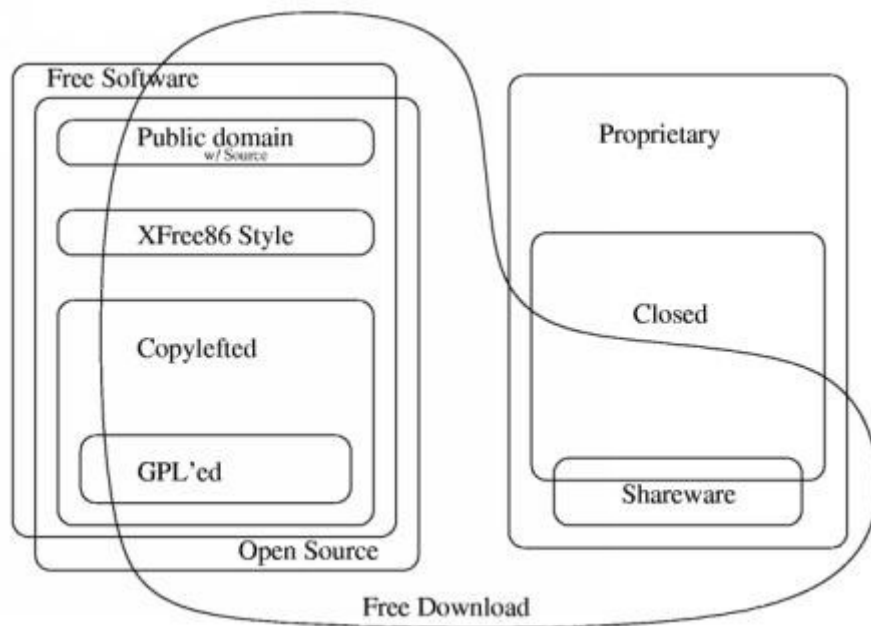 Free Software
Public domain
w/ Source
XFree86 Style
Copylefted
GPL'ed
Open Source
Proprietary
Closed
Shareware
Free Download